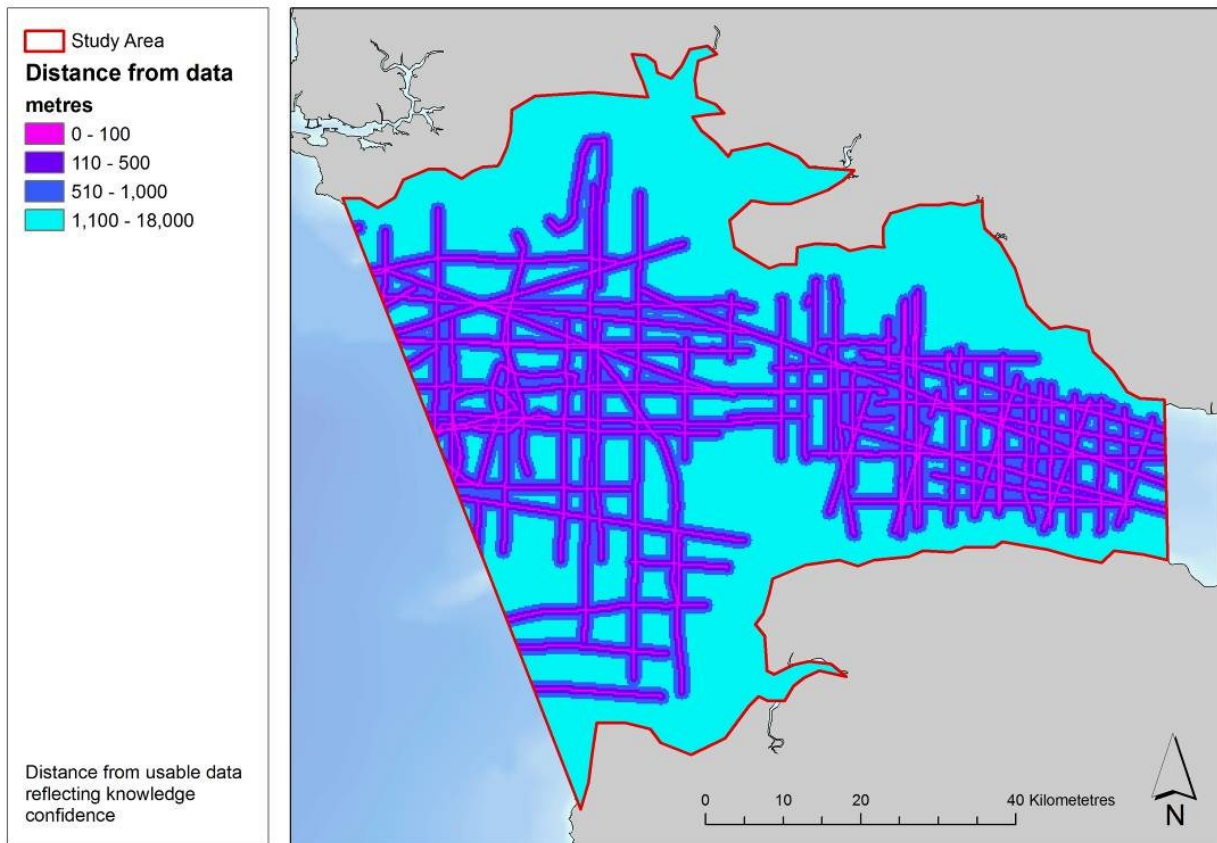 Study Area
Distance from data
metres
0 - 100
110 - 500
510 - 1,000
1,100 - 18,000
Distance from usable data
reflecting knowledge
confidence
0 10 20 40 Kilometetres
N